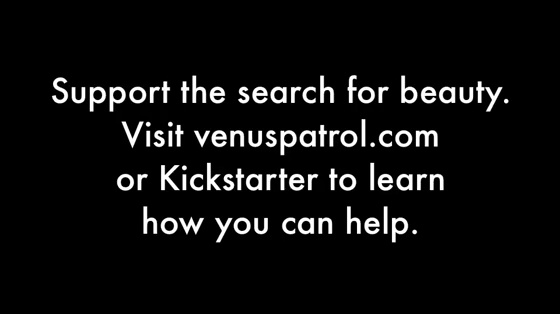 Support the search for beauty.
Visit venuspatrol.com
or Kickstarter to learn
how you can help.